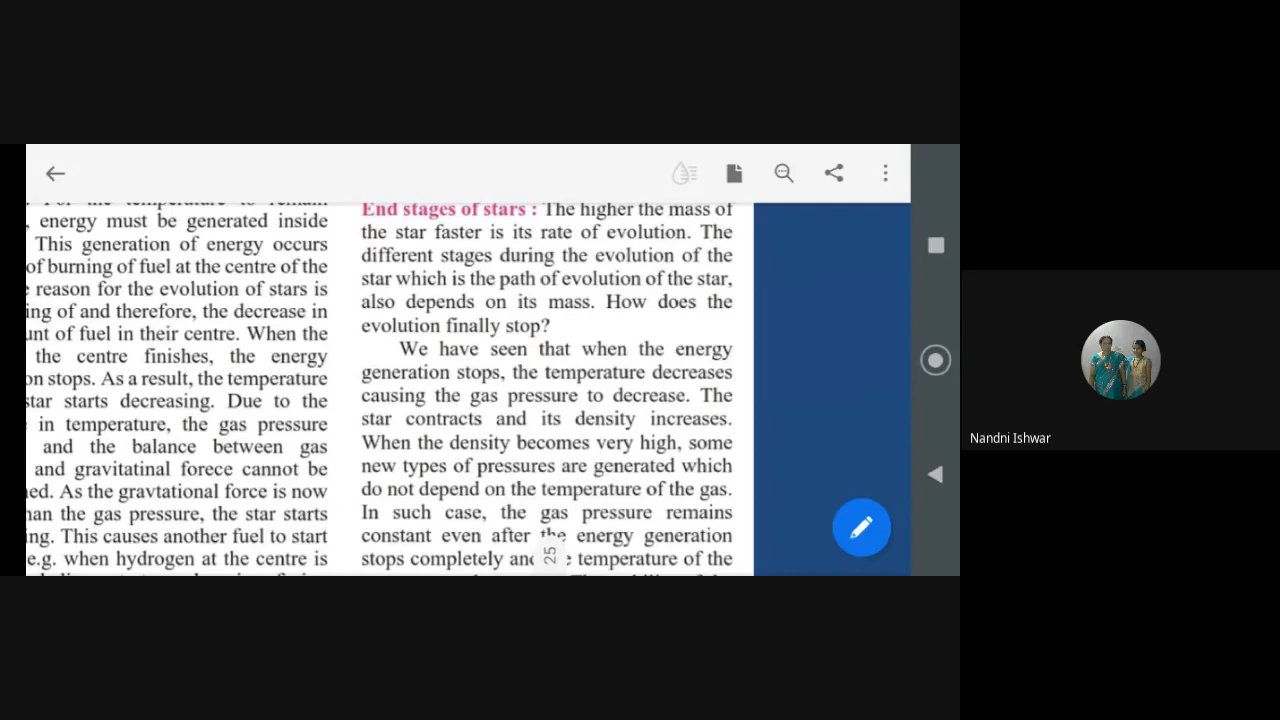 , energy must be generated inside
This generation of energy occurs
of burning of fuel at the centre of the
reason for the evolution of stars is
ing of and therefore, the decrease in
unt of fuel in their centre. When the
the centre finishes, the energy
on stops. As a result, the temperature
star starts decreasing. Due to the
in temperature, the gas pressure
and the balance between gas
and gravitatinal forece cannot be
ned. As the gravtational force is now
han the gas pressure, the star starts
ing. This causes another fuel to start
e.g. when hydrogen at the centre is
End stages of stars : The higher the mass of
the star faster is its rate of evolution. The
different stages during the evolution of the
star which is the path of evolution of the star,
also depends on its mass. How does the
evolution finally stop?
We have seen that when the energy
generation stops, the temperature decreases
causing the gas pressure to decrease. The
star contracts and its density increases.
When the density becomes very high, some
new types of pressures are generated which
do not depend on the temperature of the gas.
In such case, the gas pressure remains
constant even after the energy generation
stops completely and temperature of the
25
Nandni Ishwar